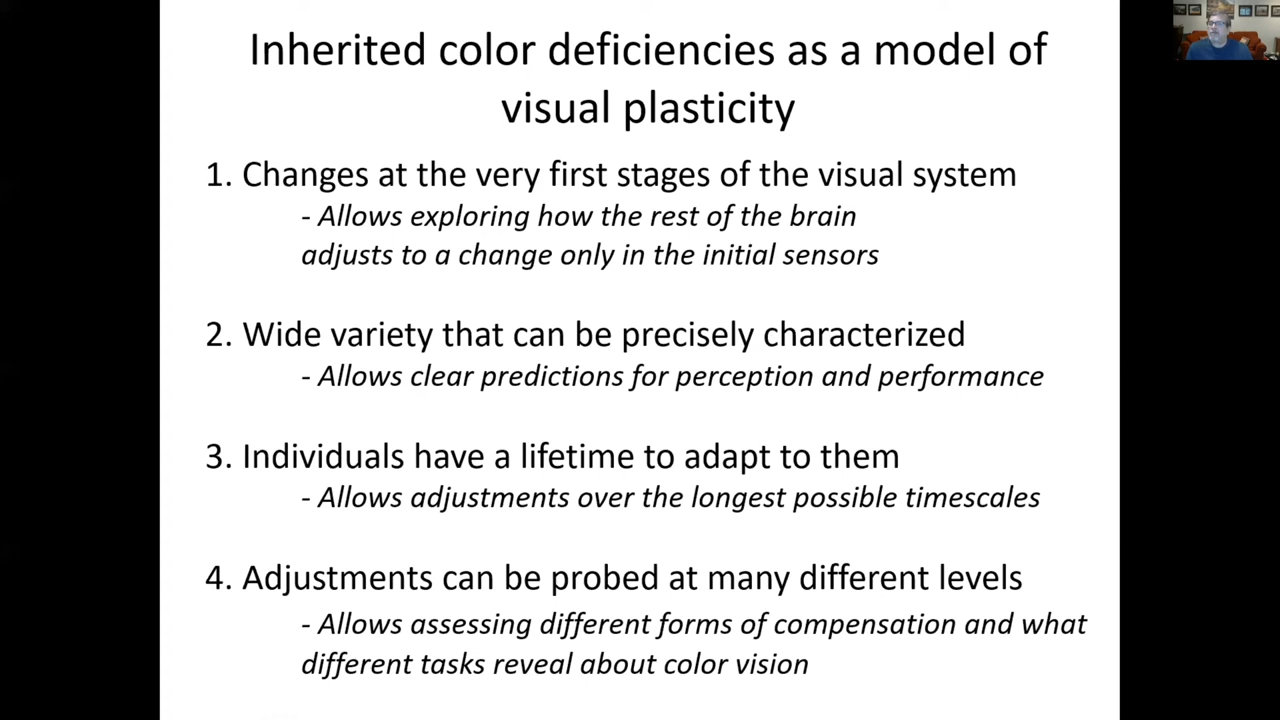 Inherited color deficiencies as a model of
visual plasticity
1. Changes at the very first stages of the visual system
- Allows exploring how the rest of the brain
adjusts to a change only in the initial sensors
2. Wide variety that can be precisely characterized
- Allows clear predictions for perception and performance
3. Individuals have a lifetime to adapt to them
- Allows adjustments over the longest possible timescales
4. Adjustments can be probed at many different levels
- Allows assessing different forms of compensation and what
different tasks reveal about color vision